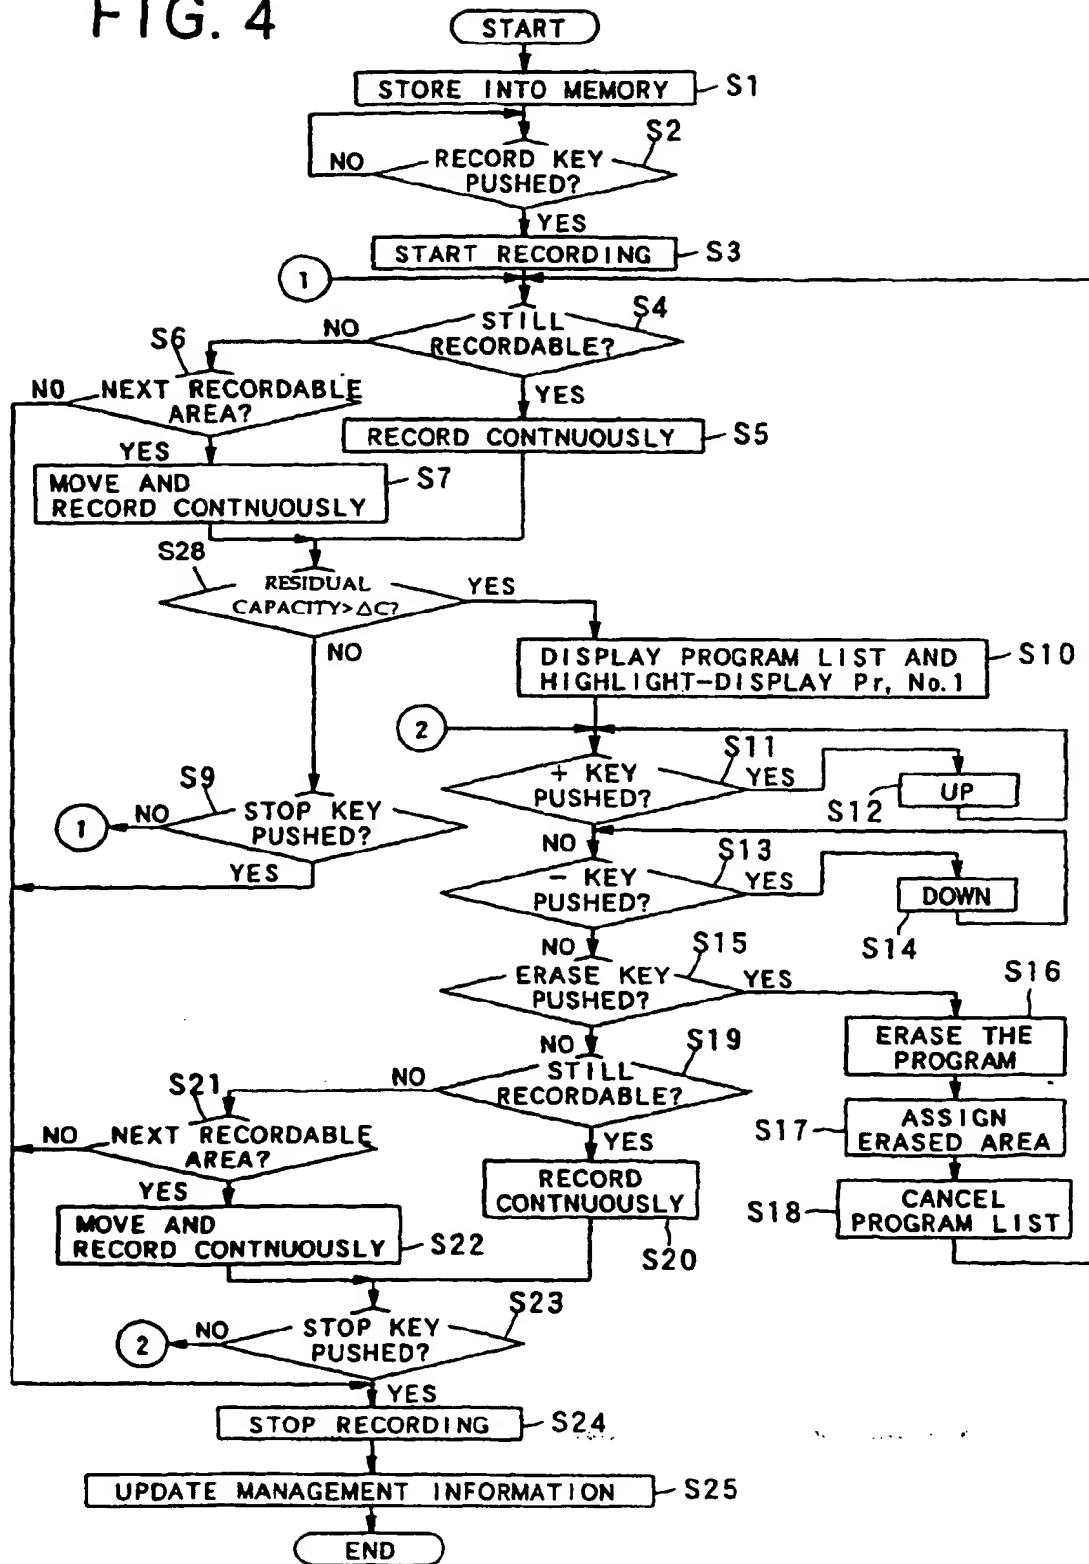 FIG. 4
START
STORE INTO MEMORY
S1
S2
RECORD KEY
PUSHED?
NO
YES
START RECORDING
S3
1
S4
STILL
RECORDABLE?
NO
YES
S6
NO
NEXT RECORDABLE
AREA?
YES
RECORD CONTNUOUSLY
S5
MOVE AND
RECORD CONTNUOUSLY
S7
S28
RESIDUAL
CAPACITY>ΔC?
YES
NO
DISPLAY PROGRAM LIST AND
HIGHLIGHT-DISPLAY Pr, No.1
S10
2
S11
+ KEY
PUSHED?
YES
UP
S12
NO
S9
STOP KEY
PUSHED?
NO
1
YES
S13
- KEY
PUSHED?
YES
DOWN
S14
NO
S15
ERASE KEY
PUSHED?
YES
S16
ERASE THE
PROGRAM
NO
S19
STILL
RECORDABLE?
NO
YES
S17
ASSIGN
ERASED AREA
S18
CANCEL
PROGRAM LIST
S21
NO
NEXT RECORDABLE
AREA?
YES
RECORD
CONTNUOUSLY
S20
MOVE AND
RECORD CONTNUOUSLY
S22
S23
STOP KEY
PUSHED?
NO
2
YES
STOP RECORDING
S24
UPDATE MANAGEMENT INFORMATION
S25
END